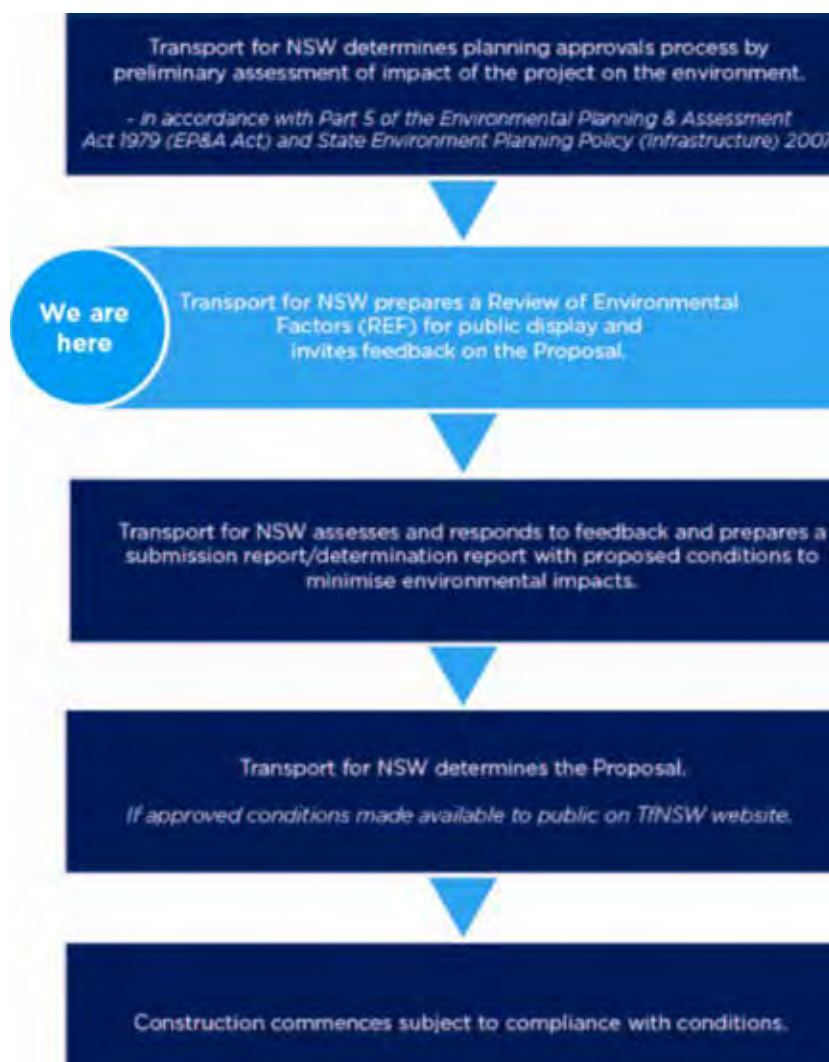 Transport for NSW determines planning approvals process by
preliminary assessment of impact of the project on the environment.
- In accordance with Part 5 of the Environmental Planning & Assessment
Act 1979 (EP&A Act) and State Environment Planning Policy (Infrastructure) 2007
We are
here
Transport for NSW prepares a Review of Environmental
Factors (REF) for public display and
invites feedback on the Proposal.
Transport for NSW assesses and responds to feedback and prepares a
submission report/determination report with proposed conditions to
minimise environmental impacts.
Transport for NSW determines the Proposal.
If approved conditions made available to public on TfNSW website.
Construction commences subject to compliance with conditions.